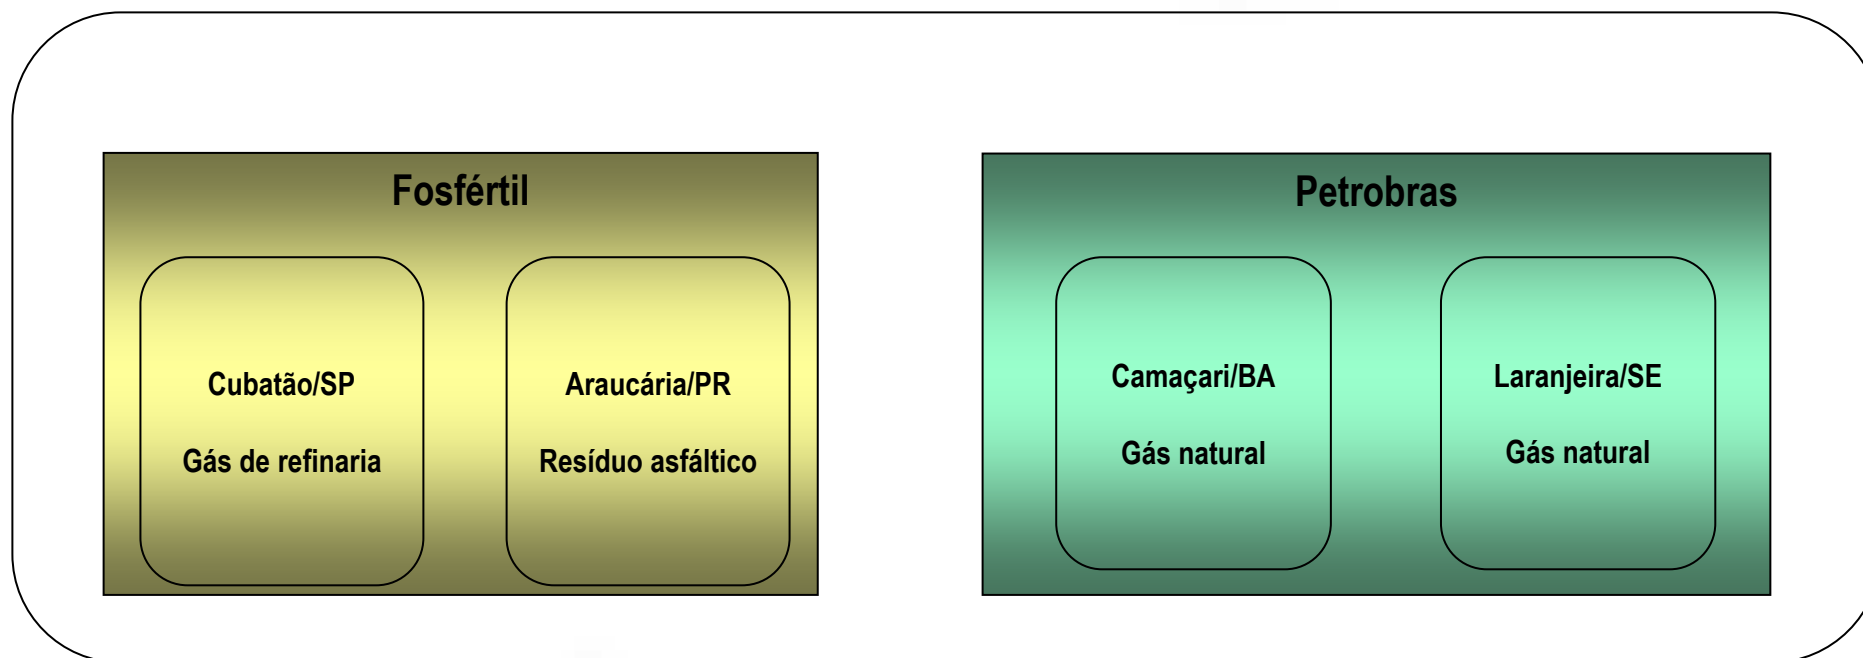 Fosfértil
Cubatão/SP
Gás de refinaria
Araucária/PR
Resíduo asfáltico
Petrobras
Camaçari/BA
Gás natural
Laranjeira/SE
Gás natural